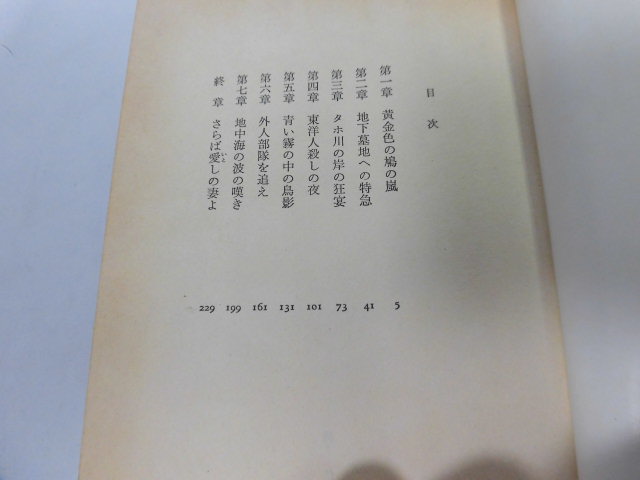 目次
第一章 黄金色の鳩の嵐 5
第二章 地下墓地への特急 41
第三章 タホ川の岸の狂宴 73
第四章 東洋人殺しの夜 101
第五章 青い霧の中の鳥影 131
第六章 外人部隊を追え 161
第七章 地中海の波の嘆き 199
終章 さらば愛しの妻よ 229